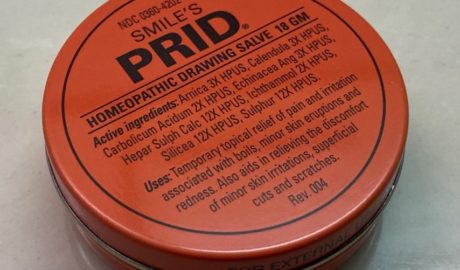 NDC 0360-4202
SMILE'S
PRID®
HOMEOPATHIC DRAWING SALVE 18 GM
Active ingredients: Arnica 3X HPUS, Calendula 3X HPUS,
Carbolicum Acidum 2X HPUS, Echinacea Ang 3X HPUS,
Hepar Sulph Calc 12X HPUS, Ichthammol 2X HPUS,
Silicea 12X HPUS, Sulphur 12X HPUS.
Uses: Temporary topical relief of pain and irritation
associated with boils, minor skin eruptions and
redness. Also aids in relieving the discomfort
of minor skin irritations, superficial
cuts and scratches.
Rev. 004
FOR EXTERNAL